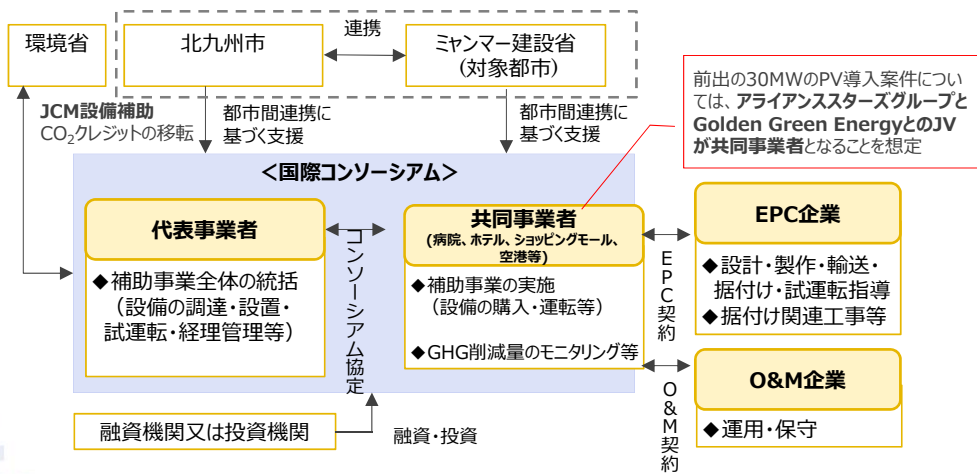 環境省
北九州市
連携
ミャンマー建設省
(対象都市)
前出の30MWのPV導入案件につい
ては、アライアンススターズグループと
Golden Green EnergyとのJV
が共同事業者となることを想定
JCM設備補助
CO₂クレジットの移転
都市間連携に
基づく支援
都市間連携に
基づく支援
<国際コンソーシアム>
代表事業者
◆補助事業全体の統括
(設備の調達・設置・
試運転・経理管理等)
コンソーシアム協定
共同事業者
(病院、ホテル、ショッピングモール、
空港等)
◆補助事業の実施
(設備の購入・運転等)
◆GHG削減量のモニタリング等
EPC契約
EPC企業
◆設計・製作・輸送・
据付け・試運転指導
◆据付け関連工事等
O&M契約
O&M企業
◆運用・保守
融資機関又は投資機関
融資・投資